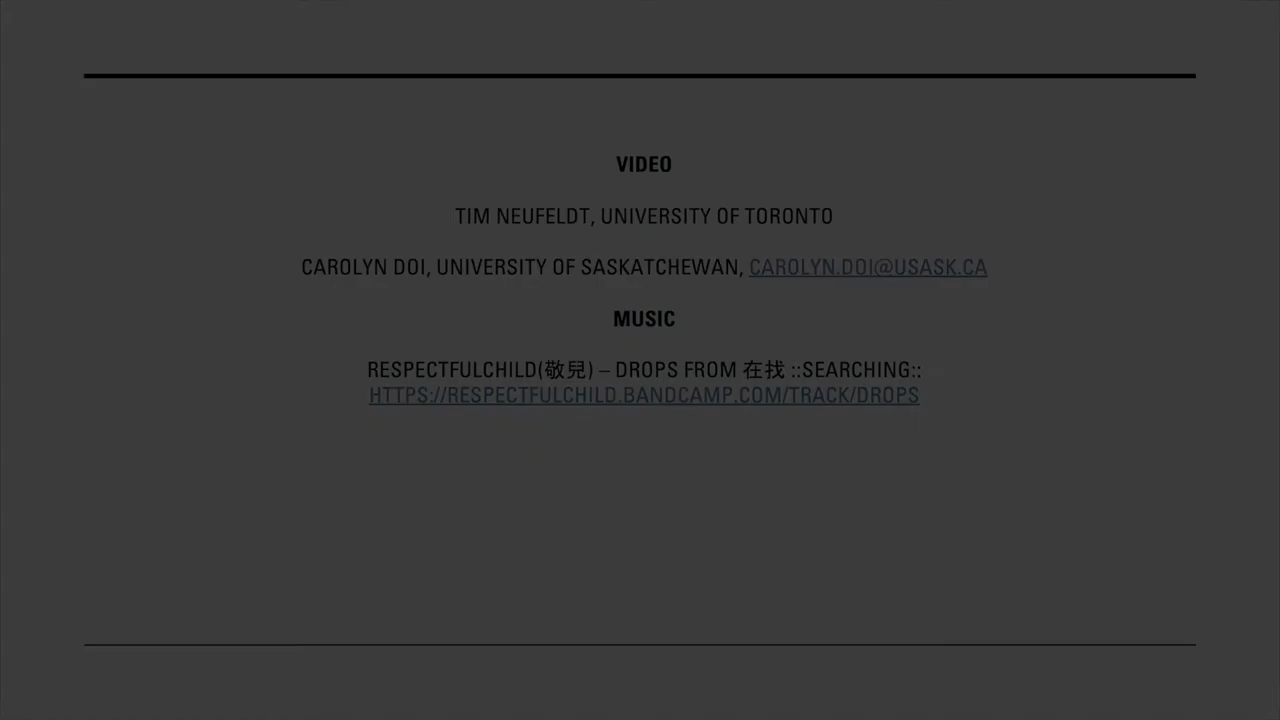 VIDEO
TIM NEUFELDT, UNIVERSITY OF TORONTO
CAROLYN DOI, UNIVERSITY OF SASKATCHEWAN, CAROLYN.DOI@USASK.CA
MUSIC
RESPECTFULCHILD(敬兒) – DROPS FROM 在找 ::SEARCHING::
HTTPS://RESPECTFULCHILD.BANDCAMP.COM/TRACK/DROPS